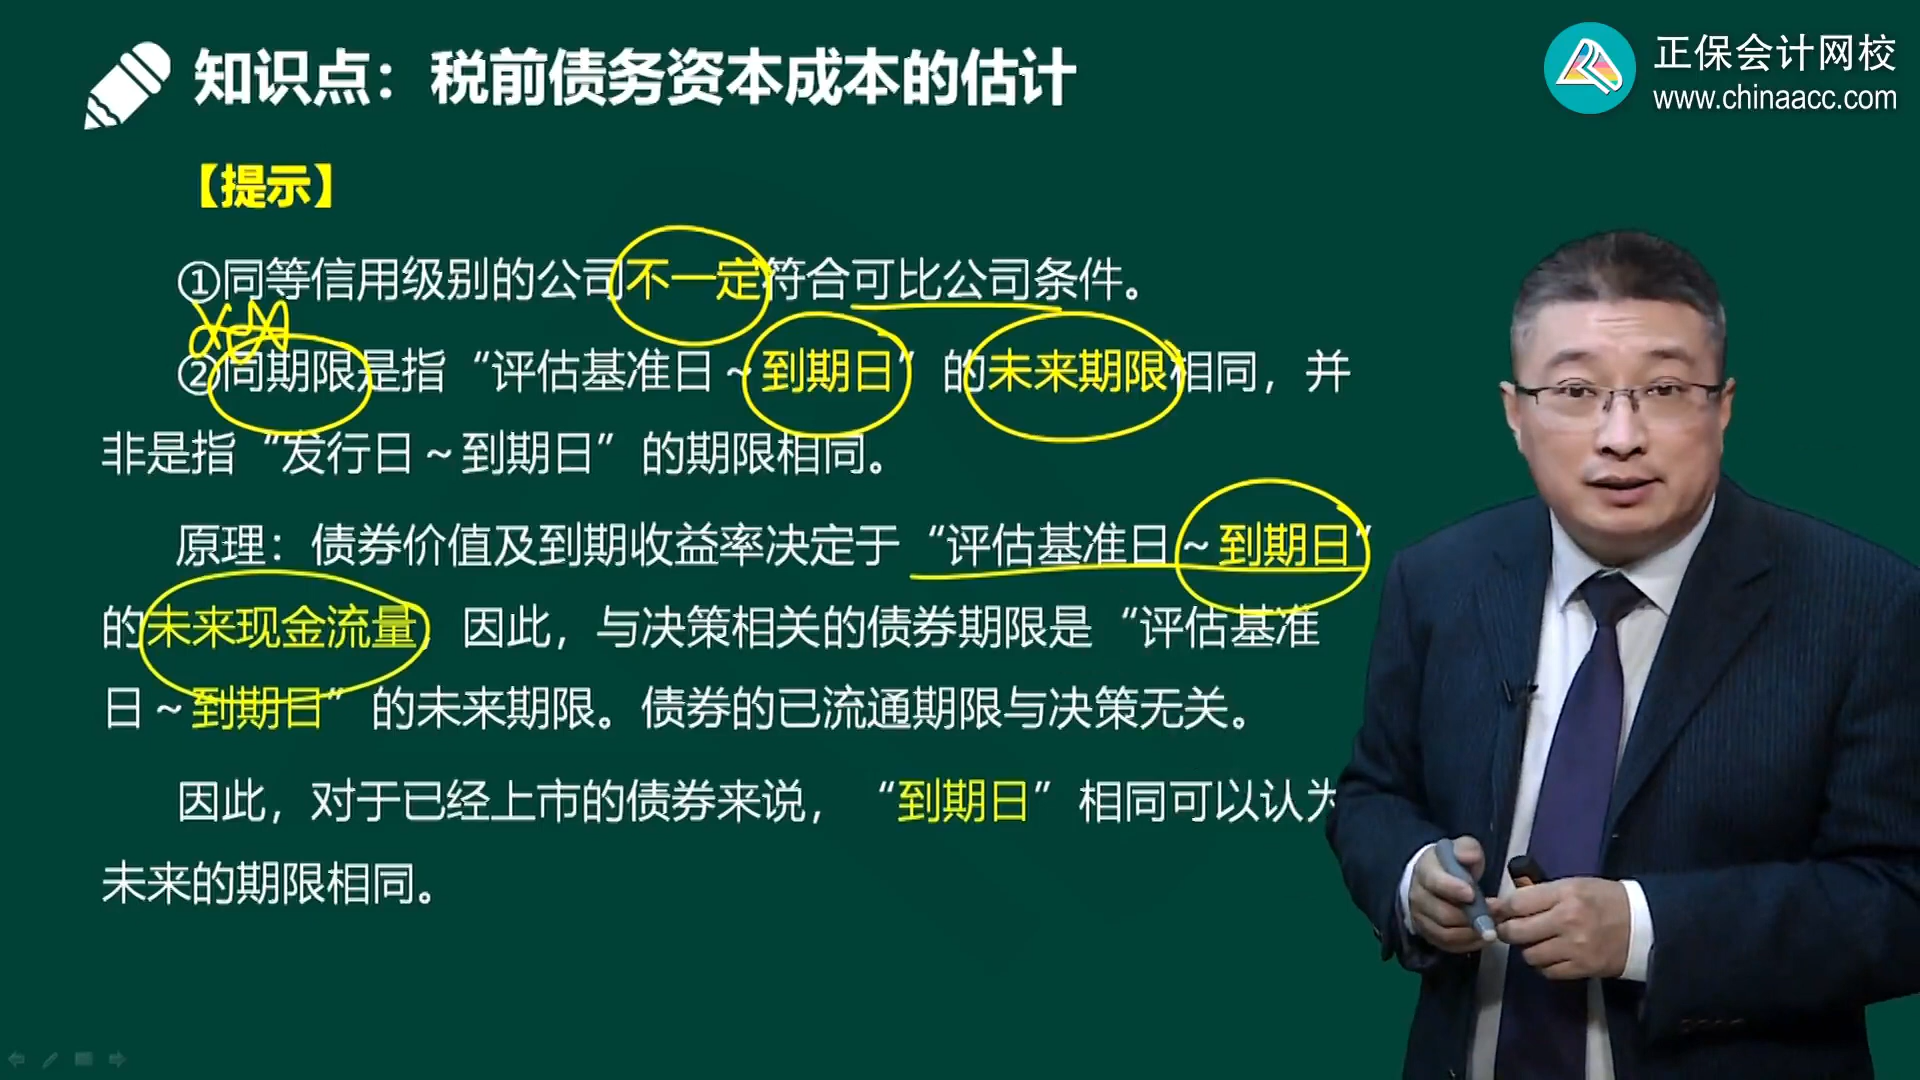 知识点：税前债务资本成本的估计
正保会计网校
www.chinaacc.com
【提示】
①同等信用级别的公司不一定符合可比公司条件。
②同期限是指“评估基准日～到期日”的未来期限相同，并
非是指“发行日～到期日”的期限相同。
原理：债券价值及到期收益率决定于“评估基准日～到期日”
的未来现金流量，因此，与决策相关的债券期限是“评估基准
日～到期日”的未来期限。债券的已流通期限与决策无关。
因此，对于已经上市的债券来说，“到期日”相同可以认为
未来的期限相同。